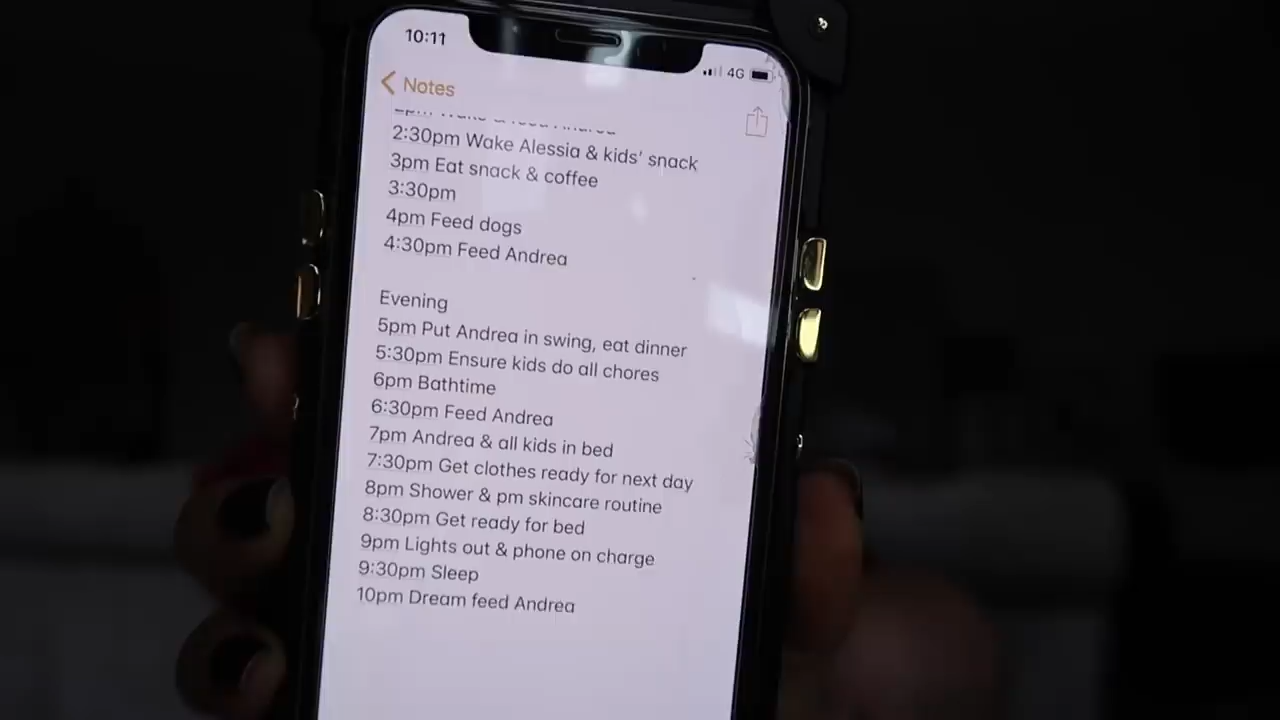 10:11
4G
Notes
2:30pm Wake Alessia & kids' snack
3pm Eat snack & coffee
3:30pm
4pm Feed dogs
4:30pm Feed Andrea
Evening
5pm Put Andrea in swing, eat dinner
5:30pm Ensure kids do all chores
6pm Bathtime
6:30pm Feed Andrea
7pm Andrea & all kids in bed
7:30pm Get clothes ready for next day
8pm Shower & pm skincare routine
8:30pm Get ready for bed
9pm Lights out & phone on charge
9:30pm Sleep
10pm Dream feed Andrea